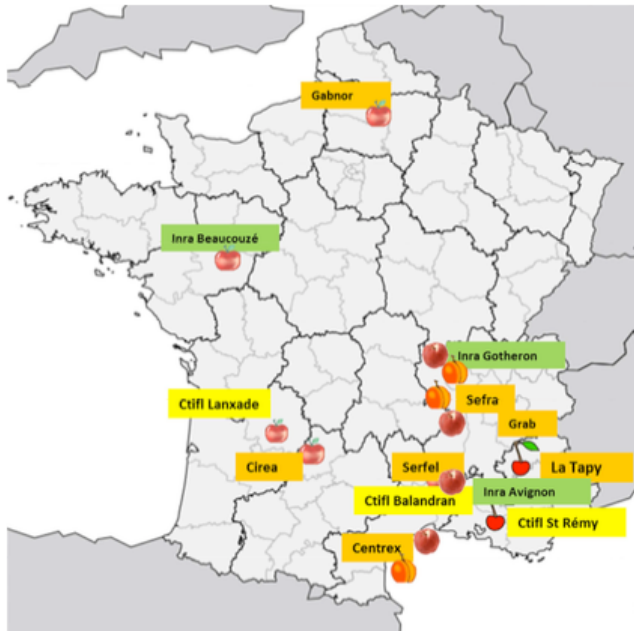 Gabnor
Inra Beaucouzé
Inra Gotheron
Sefra
Ctifl Lanxade
Grab
Cirea
Serfel
La Tapy
Ctifl Balandran
Inra Avignon
Ctifl St Rémy
Centrex